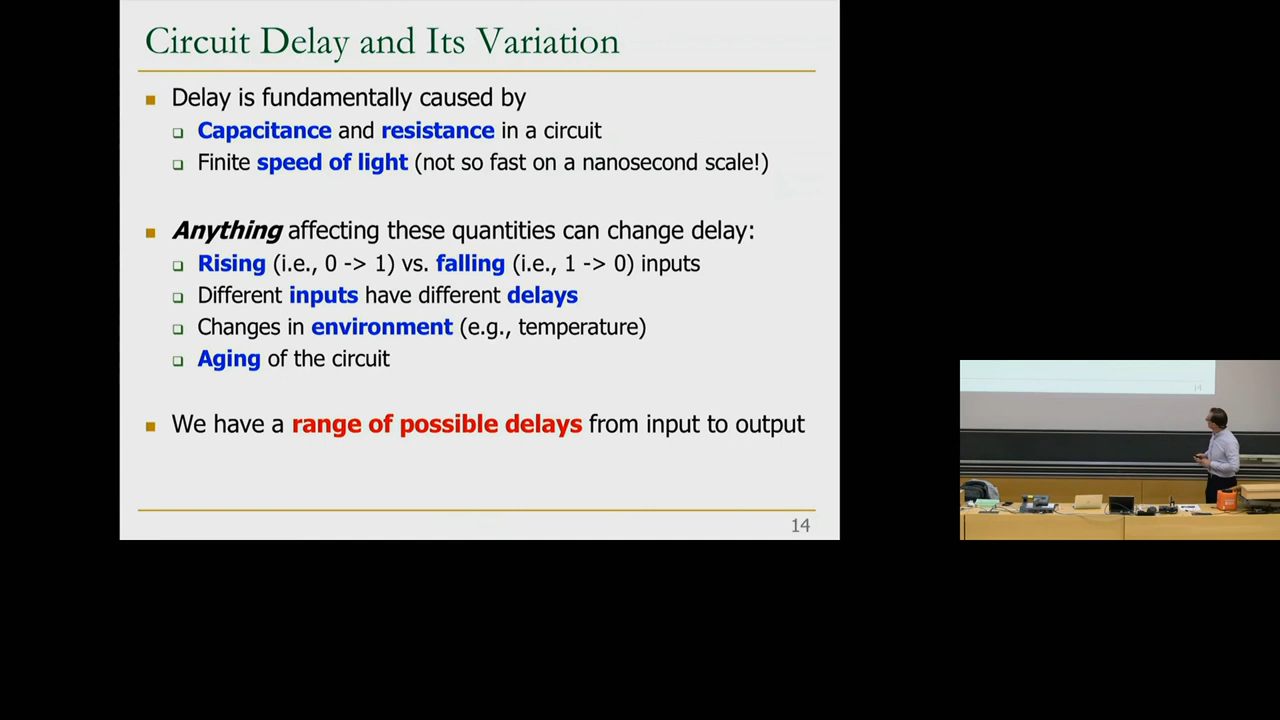 Circuit Delay and Its Variation
Delay is fundamentally caused by
Capacitance and resistance in a circuit
Finite speed of light (not so fast on a nanosecond scale!)
Anything affecting these quantities can change delay:
Rising (i.e., 0 -> 1) vs. falling (i.e., 1 -> 0) inputs
Different inputs have different delays
Changes in environment (e.g., temperature)
Aging of the circuit
We have a range of possible delays from input to output
14
14